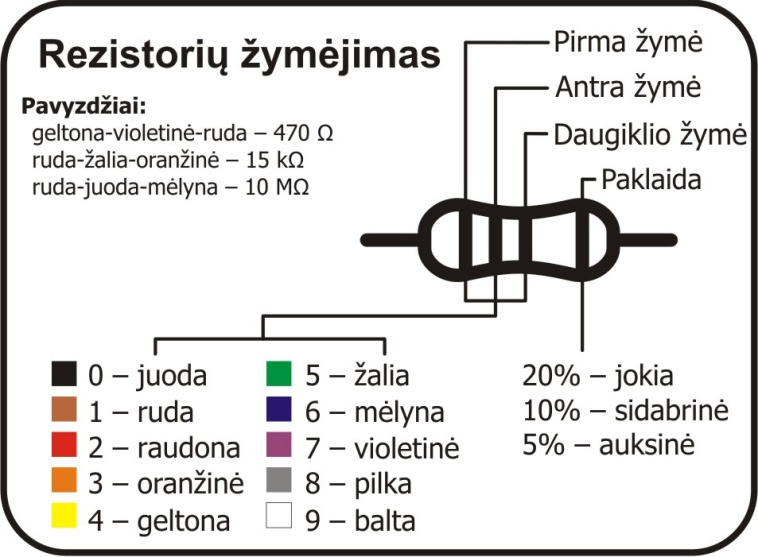 Rezistorių žymėjimas
Pavyzdžiai:
geltona-violetinė-ruda – 470 Ω
ruda-žalia-oranžinė – 15 kΩ
ruda-juoda-mėlyna – 10 MΩ
Pirma žymė
Antra žymė
Daugiklio žymė
Paklaida
0 – juoda
1 – ruda
2 – raudona
3 – oranžinė
4 – geltona
5 – žalia
6 – mėlyna
7 – violetinė
8 – pilka
9 – balta
20% – jokia
10% – sidabrinė
5% – auksinė